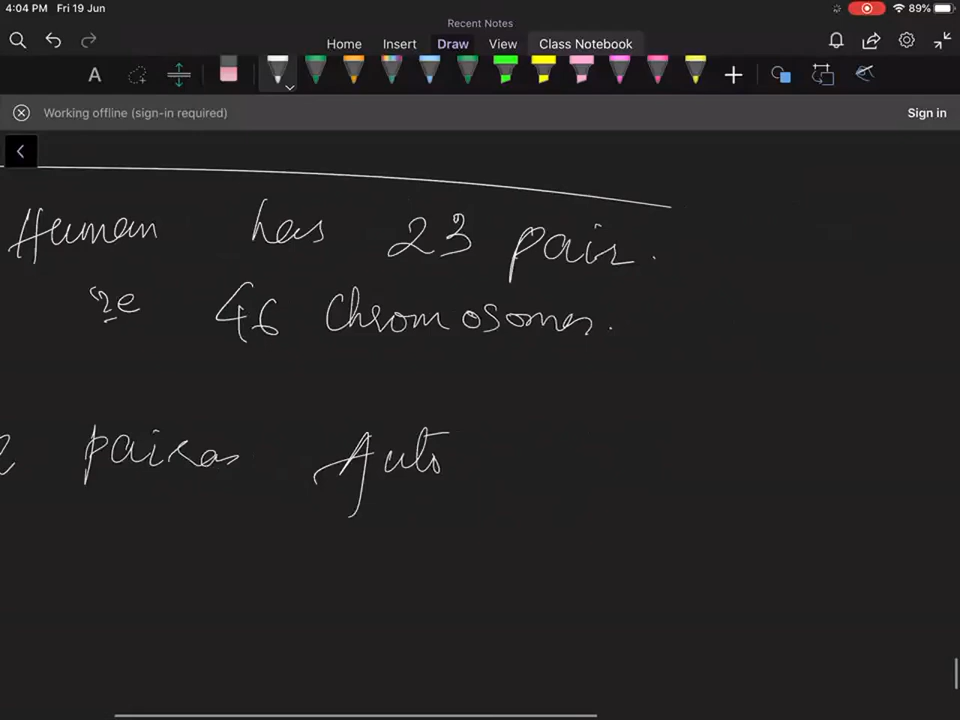 4:04 PM Fri 19 Jun
89%
Recent Notes
Home Insert Draw View Class Notebook
Working offline (sign-in required)
Sign in
Human has 23 pair.
ie 46 Chromosomes.
Auto